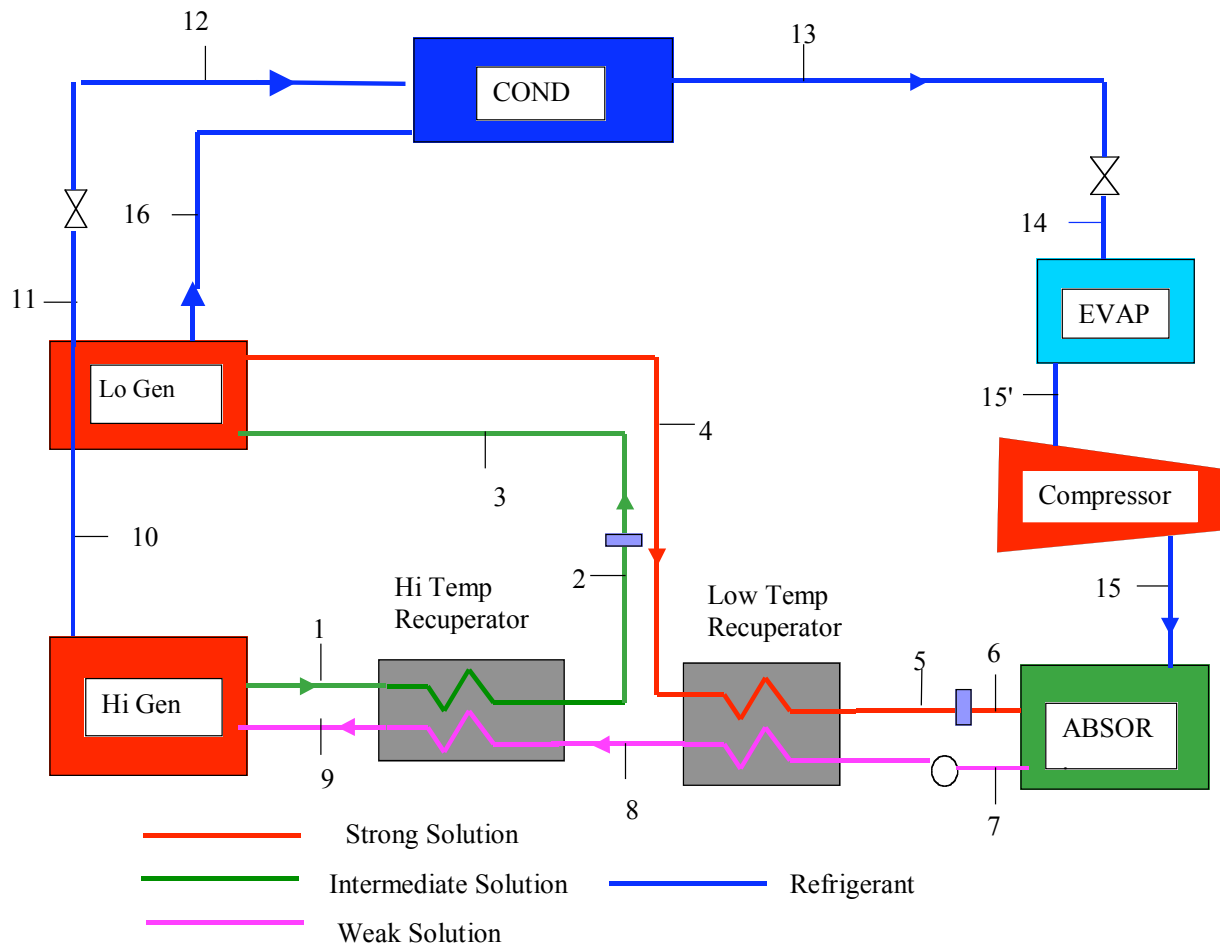 12
13
COND
16
14
11
EVAP
Lo Gen
15'
4
Compressor
3
10
2
Hi Temp
Recuperator
Low Temp
Recuperator
15
1
5
6
Hi Gen
ABSOR
9
8
7
Strong Solution
Intermediate Solution
Refrigerant
Weak Solution